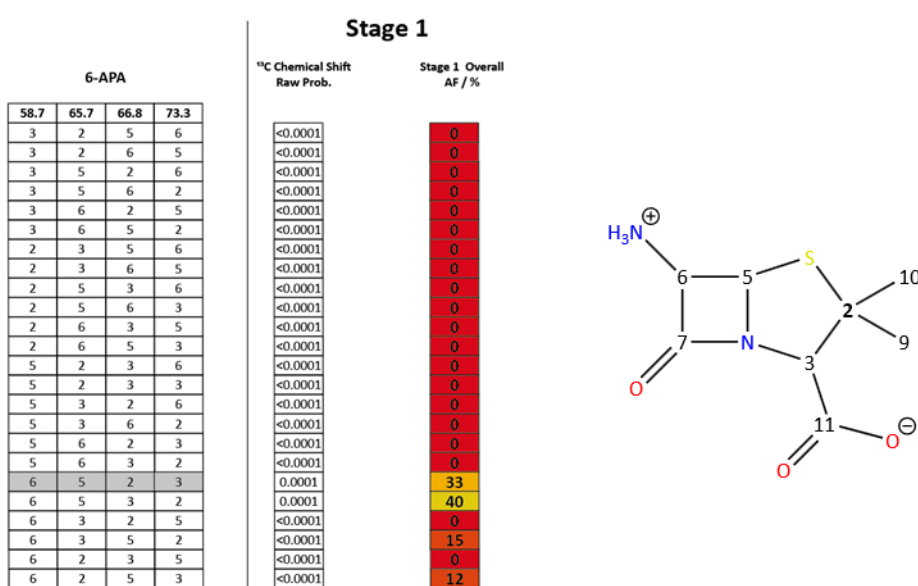 Stage 1
6-APA
¹³C Chemical Shift
Raw Prob.
Stage 1 Overall
AF / %
58.7 65.7 66.8 73.3
3 2 5 6 <0.0001 0
3 2 6 5 <0.0001 0
3 5 2 6 <0.0001 0
3 5 6 2 <0.0001 0
3 6 2 5 <0.0001 0
3 6 5 2 <0.0001 0
2 3 5 6 <0.0001 0
2 3 6 5 <0.0001 0
2 5 3 6 <0.0001 0
2 5 6 3 <0.0001 0
2 6 3 5 <0.0001 0
2 6 5 3 <0.0001 0
5 2 3 6 <0.0001 0
5 2 3 3 <0.0001 0
5 3 2 6 <0.0001 0
5 3 6 2 <0.0001 0
5 6 2 3 <0.0001 0
5 6 3 2 <0.0001 0
6 5 2 3 0.0001 33
6 5 3 2 0.0001 40
6 3 2 5 <0.0001 0
6 3 5 2 <0.0001 15
6 2 3 5 <0.0001 0
6 2 5 3 <0.0001 12
H₃N ⊕
S
6 5 10
2
7 N 9
3
O
11 O ⊖
O